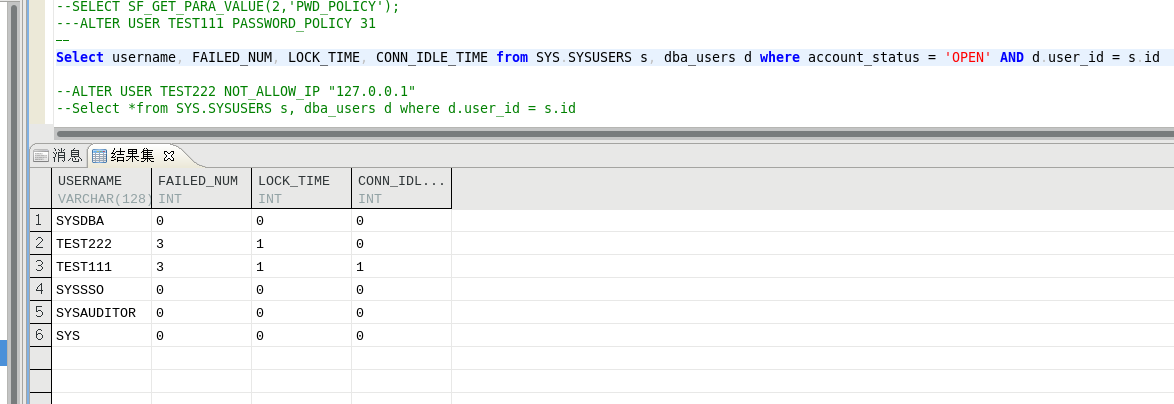 --SELECT SF_GET_PARA_VALUE(2,'PWD_POLICY');
---ALTER USER TEST111 PASSWORD_POLICY 31
--
Select username, FAILED_NUM, LOCK_TIME, CONN_IDLE_TIME from SYS.SYSUSERS s, dba_users d where account_status = 'OPEN' AND d.user_id = s.id
--ALTER USER TEST222 NOT_ALLOW_IP "127.0.0.1"
--Select *from SYS.SYSUSERS s, dba_users d where d.user_id = s.id
消息 结果集
USERNAME FAILED_NUM LOCK_TIME CONN_IDL...
VARCHAR(128) INT INT INT
1 SYSDBA 0 0 0
2 TEST222 3 1 0
3 TEST111 3 1 1
4 SYSSSO 0 0 0
5 SYSAUDITOR 0 0 0
6 SYS 0 0 0